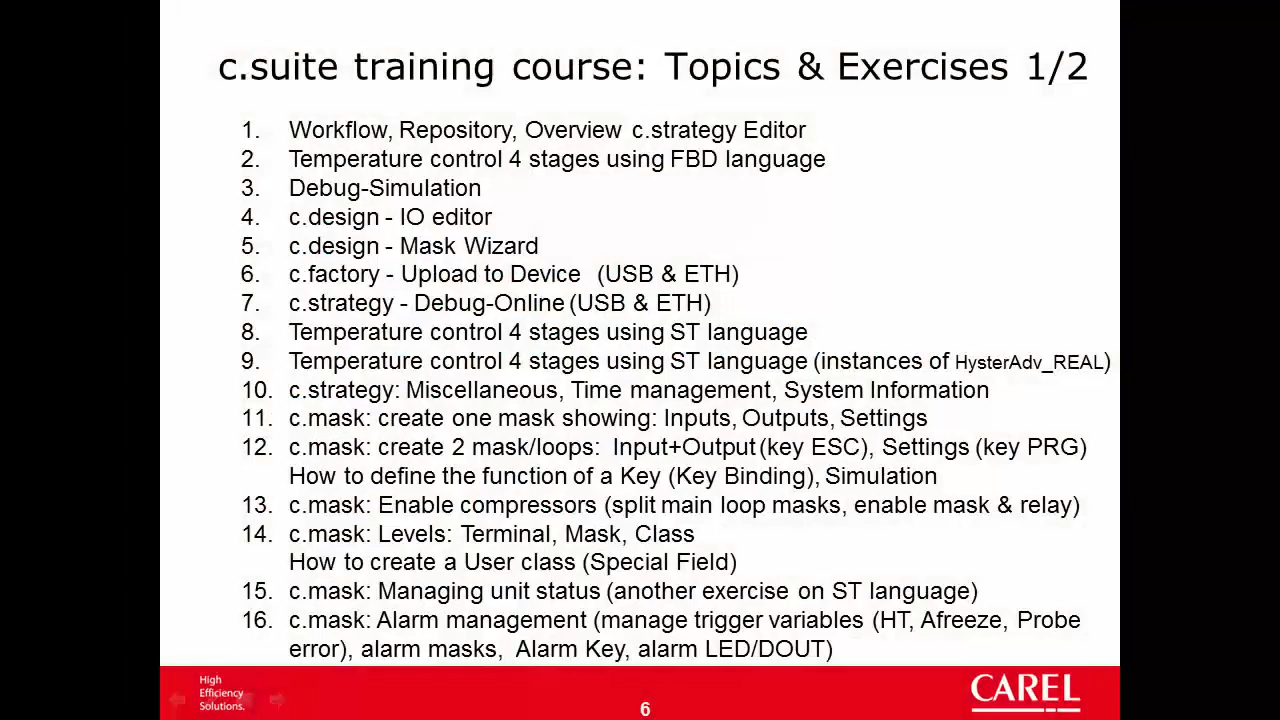 c.suite training course: Topics & Exercises 1/2
1. Workflow, Repository, Overview c.strategy Editor
2. Temperature control 4 stages using FBD language
3. Debug-Simulation
4. c.design - IO editor
5. c.design - Mask Wizard
6. c.factory - Upload to Device (USB & ETH)
7. c.strategy - Debug-Online (USB & ETH)
8. Temperature control 4 stages using ST language
9. Temperature control 4 stages using ST language (instances of HysterAdv_REAL)
10. c.strategy: Miscellaneous, Time management, System Information
11. c.mask: create one mask showing: Inputs, Outputs, Settings
12. c.mask: create 2 mask/loops: Input+Output (key ESC), Settings (key PRG)
How to define the function of a Key (Key Binding), Simulation
13. c.mask: Enable compressors (split main loop masks, enable mask & relay)
14. c.mask: Levels: Terminal, Mask, Class
How to create a User class (Special Field)
15. c.mask: Managing unit status (another exercise on ST language)
16. c.mask: Alarm management (manage trigger variables (HT, Afreeze, Probe
error), alarm masks, Alarm Key, alarm LED/DOUT)
High
Efficiency
Solutions.
6
CAREL